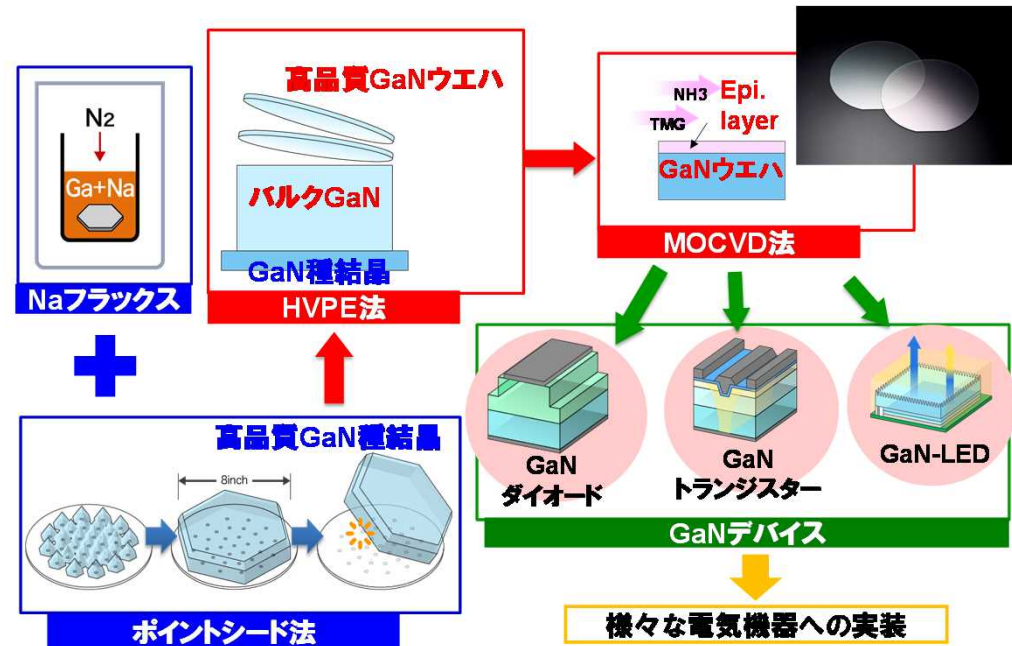 N2
Ga+Na
Naフラックス
高品質GaNウエハ
バルクGaN
GaN種結晶
HVPE法
NH3
TMG
Epi.
layer
GaNウエハ
MOCVD法
高品質GaN種結晶
8inch
ポイントシード法
GaN
ダイオード
GaN
トランジスター
GaN-LED
GaNデバイス
様々な電気機器への実装